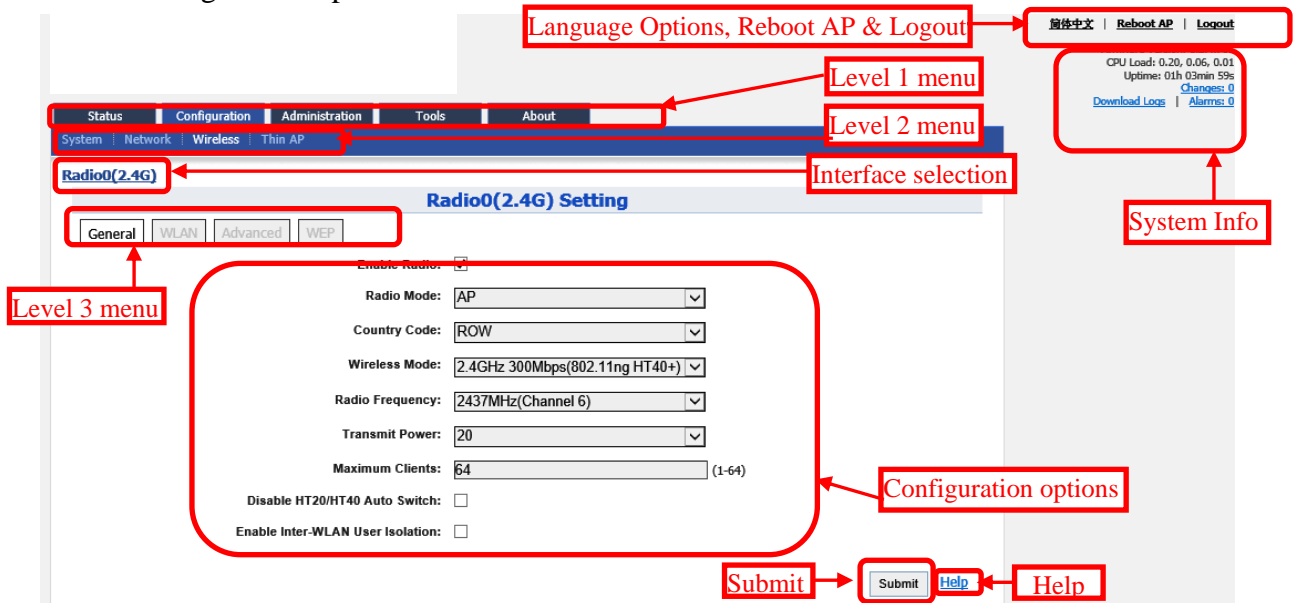 Language Options, Reboot AP & Logout
简体中文 | Reboot AP | Logout
CPU Load: 0.20, 0.06, 0.01
Uptime: 01h 03min 59s
Changes: 0
Download Logs | Alarms: 0
Level 1 menu
Status Configuration Administration Tools About
Level 2 menu
System Network Wireless Thin AP
Radio0(2.4G)
Interface selection
Radio0(2.4G) Setting
System Info
General WLAN Advanced WEP
Enable Radio:
Level 3 menu
Radio Mode: AP
Country Code: ROW
Wireless Mode: 2.4GHz 300Mbps(802.11ng HT40+)
Radio Frequency: 2437MHz(Channel 6)
Transmit Power: 20
Maximum Clients: 64 (1-64)
Configuration options
Disable HT20/HT40 Auto Switch:
Enable Inter-WLAN User Isolation:
Submit Submit Help Help